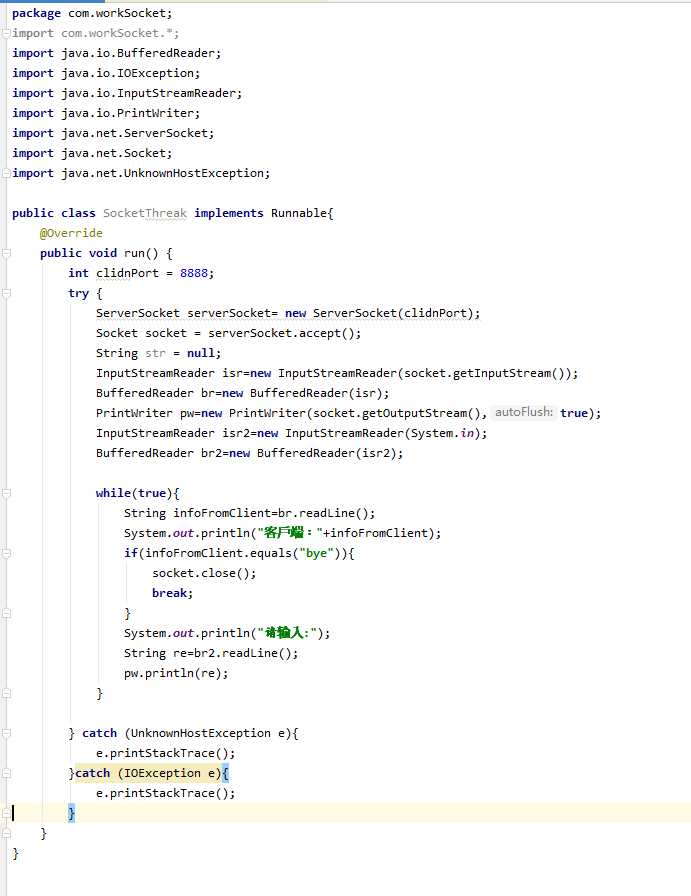 package com.workSocket;
import com.workSocket.*;
import java.io.BufferedReader;
import java.io.IOException;
import java.io.InputStreamReader;
import java.io.PrintWriter;
import java.net.ServerSocket;
import java.net.Socket;
import java.net.UnknownHostException;
public class SocketThreak implements Runnable{
@Override
public void run() {
int clidnPort = 8888;
try {
ServerSocket serverSocket= new ServerSocket(clidnPort);
Socket socket = serverSocket.accept();
String str = null;
InputStreamReader isr=new InputStreamReader(socket.getInputStream());
BufferedReader br=new BufferedReader(isr);
PrintWriter pw=new PrintWriter(socket.getOutputStream(), autoFlush: true);
InputStreamReader isr2=new InputStreamReader(System.in);
BufferedReader br2=new BufferedReader(isr2);
while(true){
String infoFromClient=br.readLine();
System.out.println("客戶端："+infoFromClient);
if(infoFromClient.equals("bye")){
socket.close();
break;
}
System.out.println("请输入:");
String re=br2.readLine();
pw.println(re);
}
} catch (UnknownHostException e){
e.printStackTrace();
}catch (IOException e){
e.printStackTrace();
}
}
}